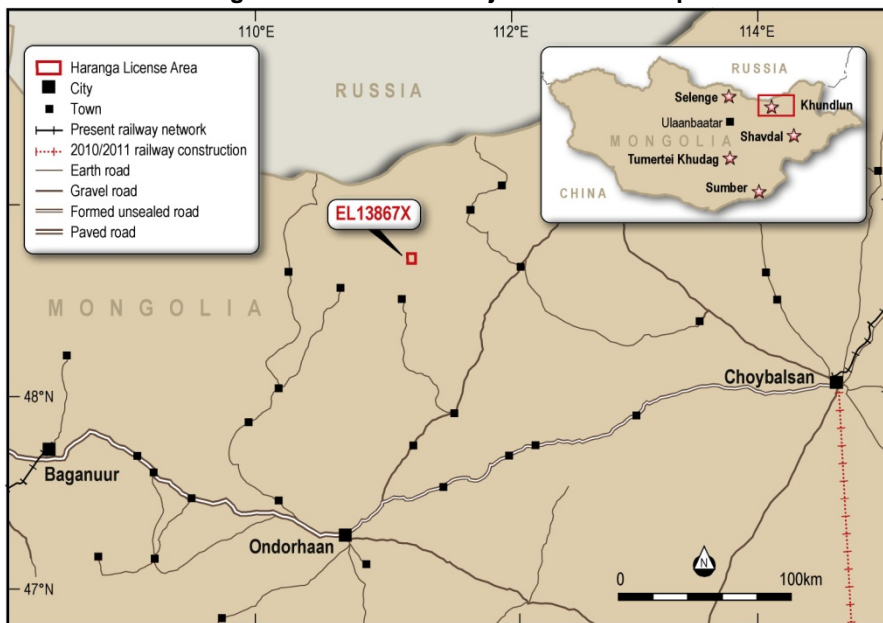 110°E
112°E
114°E
Haranga License Area
City
Town
Present railway network
2010/2011 railway construction
Earth road
Gravel road
Formed unsealed road
Paved road
RUSSIA
RUSSIA
Selenge
Khundlun
Ulaanbaatar
MONGOLIA
Shavdal
Tumertei Khudag
CHINA
Sumber
EL13867X
MONGOLIA
48°N
Choybalsan
Baganuur
Ondorhaan
N
0 100km
47°N